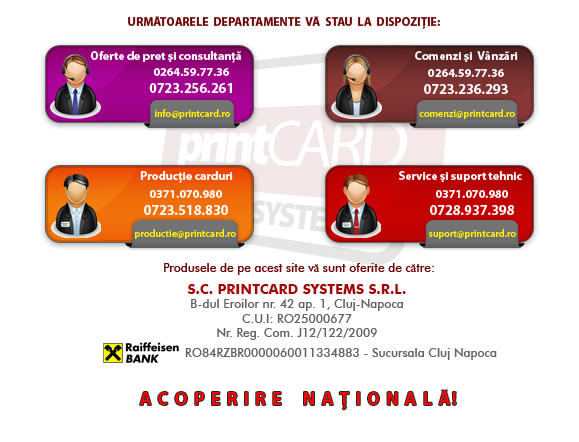 URMĂTOARELE DEPARTAMENTE VĂ STAU LA DISPOZIȚIE:
Oferte de pret și consultanță
0264.59.77.36
0723.256.261
info@printcard.ro
Comenzi și Vânzări
0264.59.77.36
0723.236.293
comenzi@printcard.ro
printCARD
SYSTEMS
Producție carduri
0371.070.980
0723.518.830
productie@printcard.ro
Service și suport tehnic
0371.070.980
0728.937.398
suport@printcard.ro
Produsele de pe acest site vă sunt oferite de către:
S.C. PRINTCARD SYSTEMS S.R.L.
B-dul Eroilor nr. 42 ap. 1, Cluj-Napoca
C.U.I: RO25000677
Nr. Reg. Com. J12/122/2009
Raiffeisen
BANK
RO84RZBR0000060011334883 - Sucursala Cluj Napoca
ACOPERIRE NAȚIONALĂ!